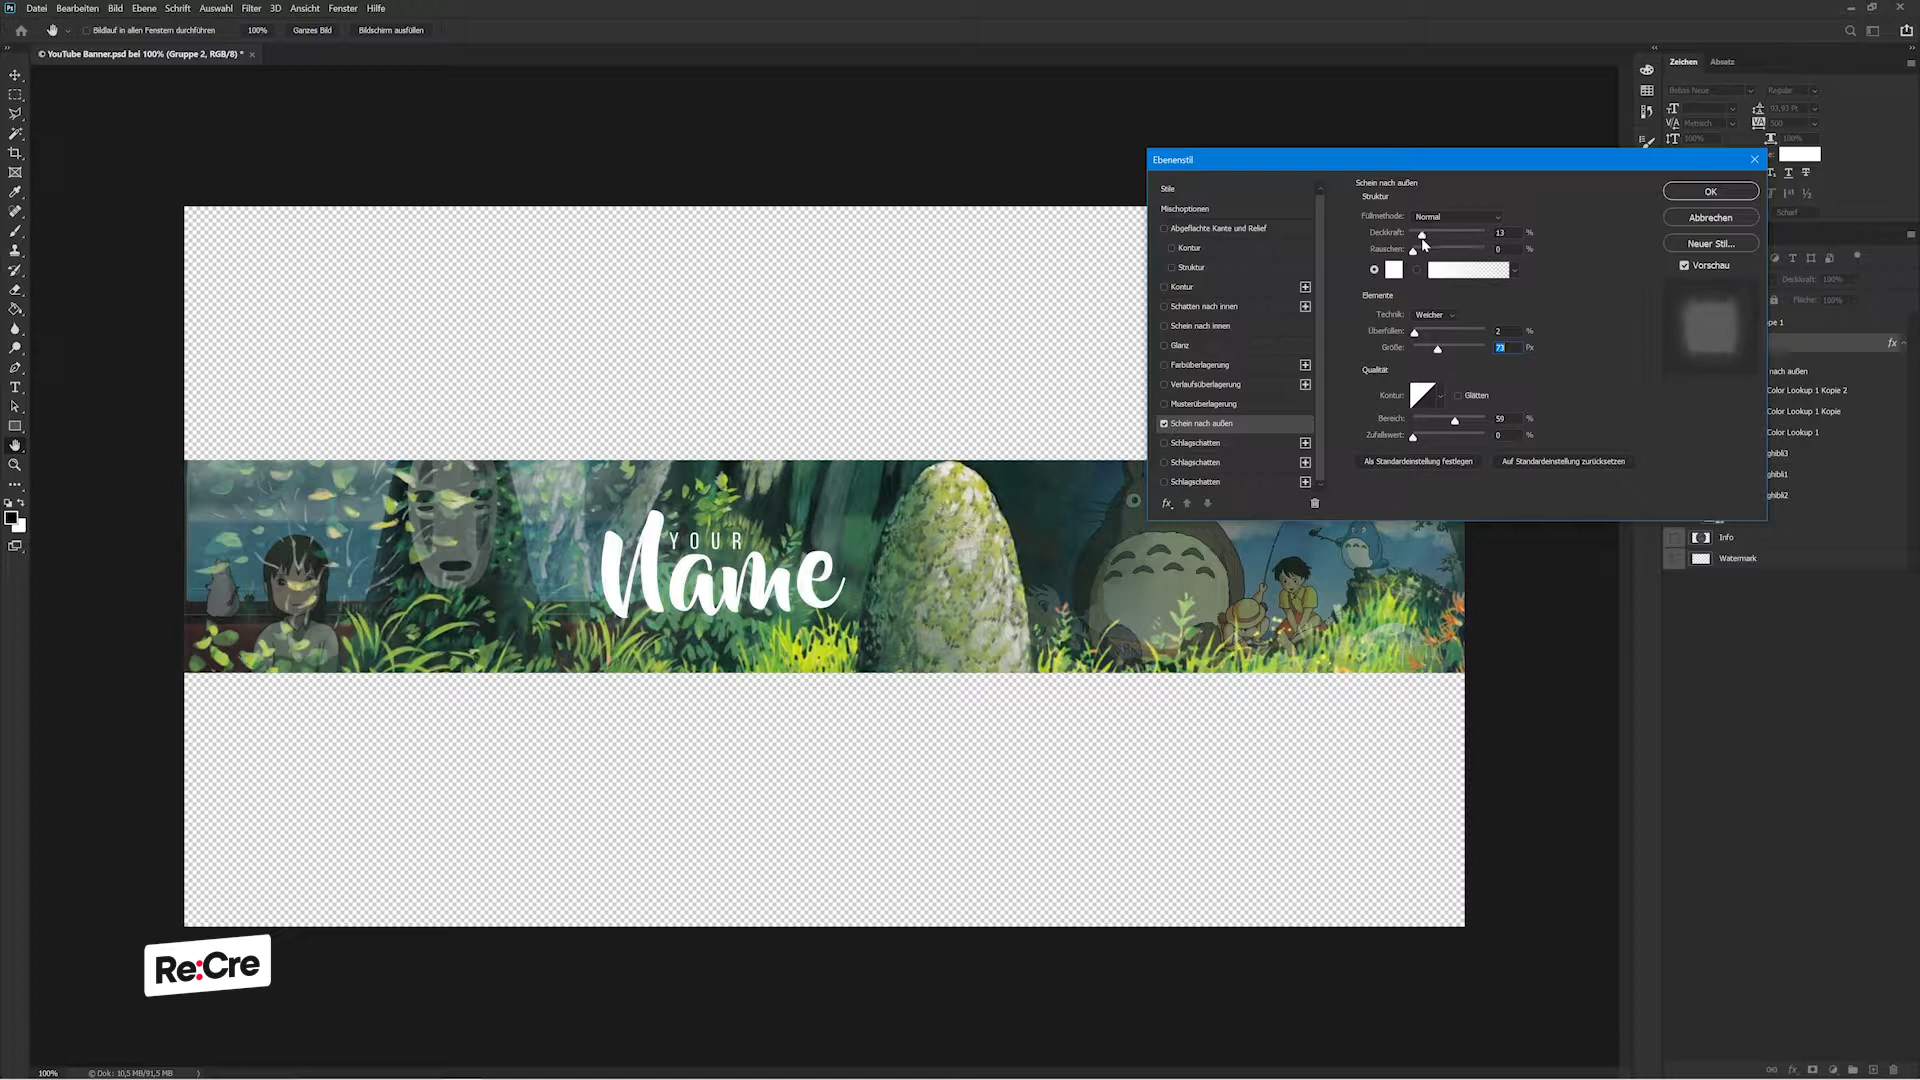 Datei Bearbeiten Bild Ebene Schrift Auswahl Filter 3D Ansicht Fenster Hilfe
Bildlauf in allen Fenstern durchführen 100% Ganzes Bild Bildschirm ausfüllen
© YouTube Banner.psd bei 100% (Gruppe 2, RGB/8) *
Zeichen Absatz
Bebas Neue Regular
93,93 Pt
Metrisch 500
100% 100%
Scharf
Deckkraft: 100%
Fläche: 100%
nach außen
Color Lookup 1 Kopie 2
Color Lookup 1 Kopie
Color Lookup 1
ghibli3
ghibli1
ghibli2
Info
Watermark
Ebenenstil
Stile
Mischoptionen
Abgeflachte Kante und Relief
Kontur
Struktur
Kontur
Schatten nach innen
Schein nach innen
Glanz
Farbüberlagerung
Verlaufsüberlagerung
Musterüberlagerung
Schein nach außen
Schlagschatten
Schlagschatten
Schlagschatten
fx
Schein nach außen
Struktur
Füllmethode: Normal
Deckkraft: 13 %
Rauschen: 0 %
Elemente
Technik: Weicher
Überfüllen: 2 %
Größe: 73 Px
Qualität
Kontur: Glätten
Bereich: 59 %
Zufallswert: 0 %
Als Standardeinstellung festlegen Auf Standardeinstellung zurücksetzen
OK
Abbrechen
Neuer Stil...
Vorschau
YOUR
Name
Re:Cre
100% © Dok: 10,5 MB/91,5 MB